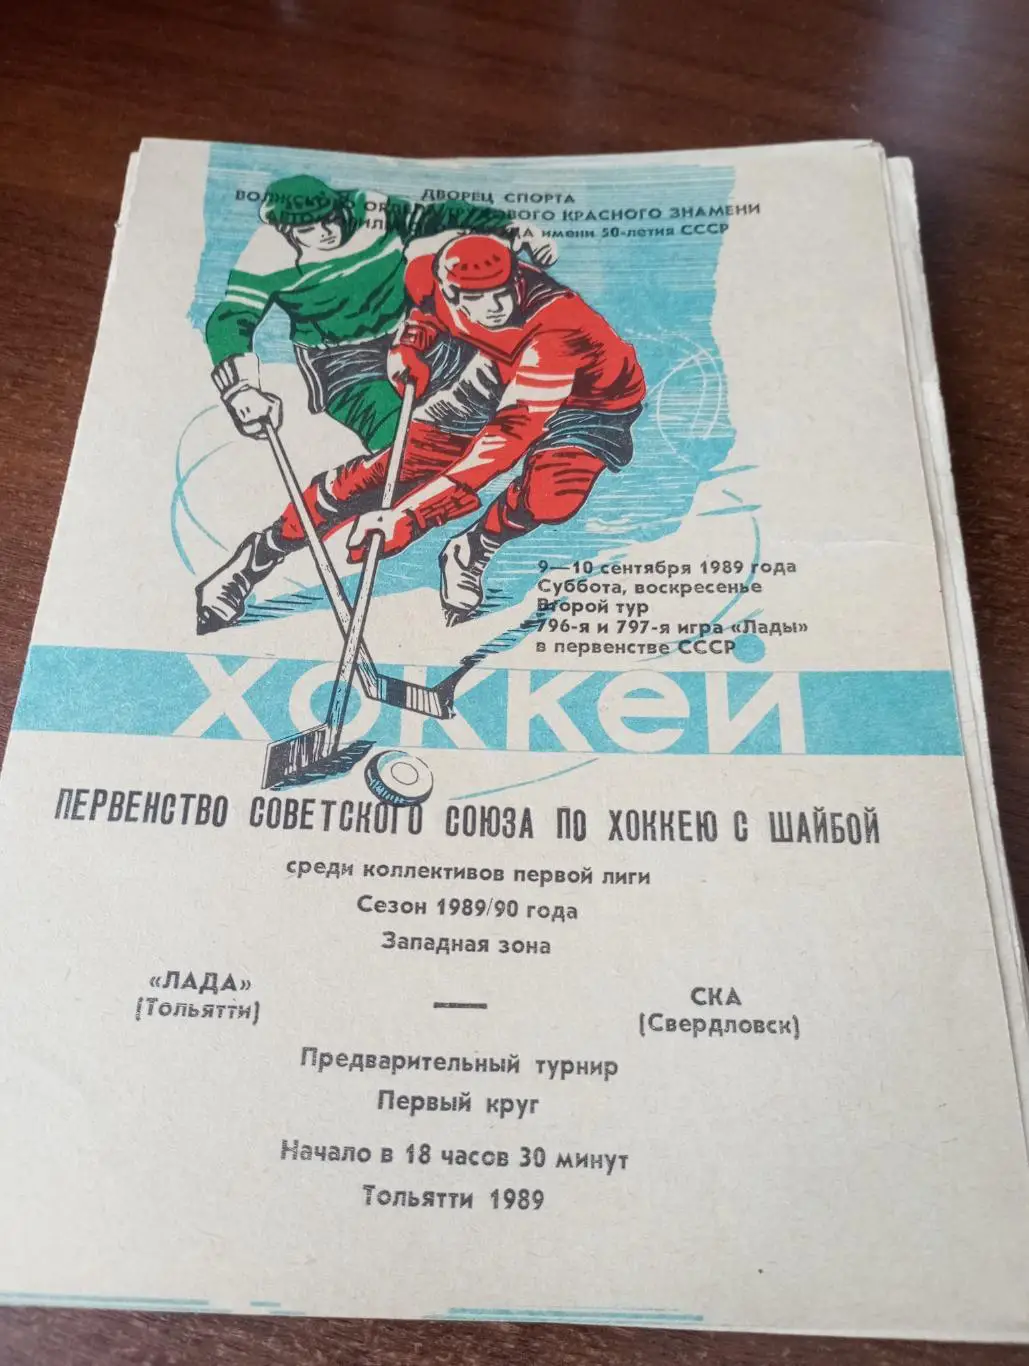 ДВОРЕЦ СПОРТА
ВОЛЖСКОГО ОРДЕНА ТРУДОВОГО КРАСНОГО ЗНАМЕНИ
АВТОМОБИЛЬНОГО ЗАВОДА имени 50-летия СССР
9—10 сентября 1989 года
Суббота, воскресенье
Второй тур
796-я и 797-я игра «Лады»
в первенстве СССР
хоккей
ПЕРВЕНСТВО СОВЕТСКОГО СОЮЗА ПО ХОККЕЮ С ШАЙБОЙ
среди коллективов первой лиги
Сезон 1989/90 года
Западная зона
«ЛАДА» — СКА
(Тольятти) (Свердловск)
Предварительный турнир
Первый круг
Начало в 18 часов 30 минут
Тольятти 1989